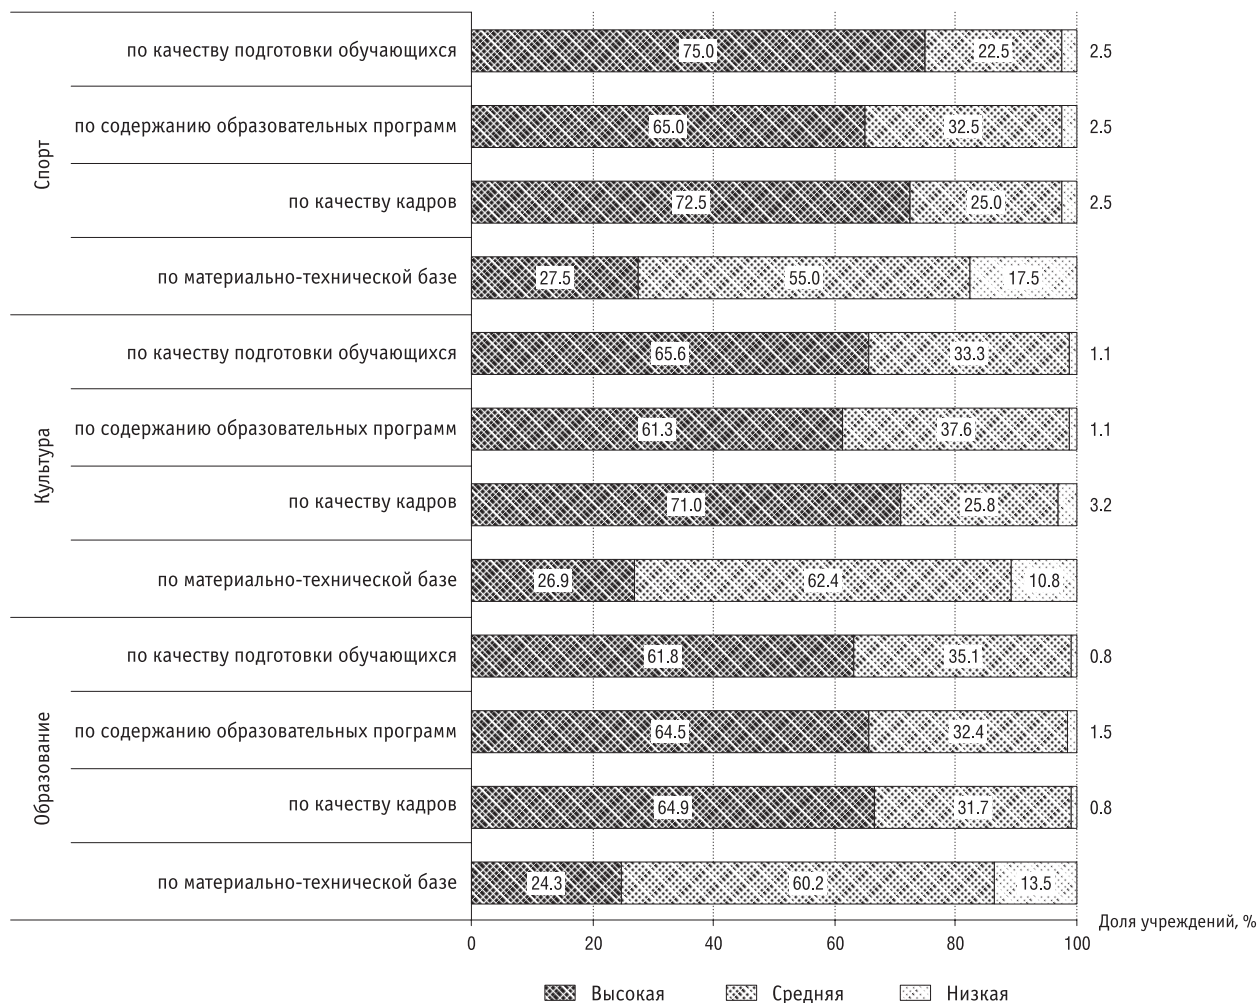 Спорт
по качеству подготовки обучающихся 75.0 22.5 2.5
по содержанию образовательных программ 65.0 32.5 2.5
по качеству кадров 72.5 25.0 2.5
по материально-технической базе 27.5 55.0 17.5
Культура
по качеству подготовки обучающихся 65.6 33.3 1.1
по содержанию образовательных программ 61.3 37.6 1.1
по качеству кадров 71.0 25.8 3.2
по материально-технической базе 26.9 62.4 10.8
Образование
по качеству подготовки обучающихся 61.8 35.1 0.8
по содержанию образовательных программ 64.5 32.4 1.5
по качеству кадров 64.9 31.7 0.8
по материально-технической базе 24.3 60.2 13.5
Доля учреждений, %
0 20 40 60 80 100
Высокая Средняя Низкая